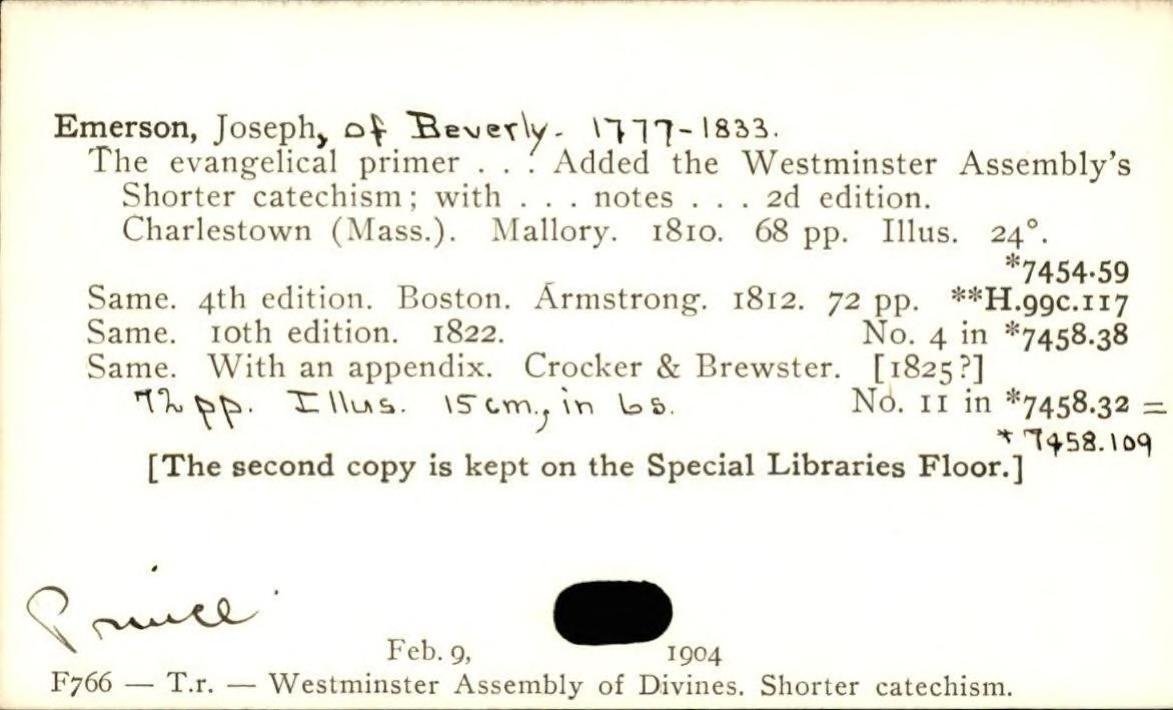 Emerson, Joseph, of Beverly. 1777-1833.
The evangelical primer . . . Added the Westminster Assembly's
Shorter catechism; with . . . notes . . . 2d edition.
Charlestown (Mass.). Mallory. 1810. 68 pp. Illus. 24°.
*7454.59
Same. 4th edition. Boston. Armstrong. 1812. 72 pp. **H.99c.117
Same. 10th edition. 1822. No. 4 in *7458.38
Same. With an appendix. Crocker & Brewster. [1825?]
72 pp. Illus. 15 cm., in 6s. No. 11 in *7458.32 =
*7458.109
[The second copy is kept on the Special Libraries Floor.]
Prince
Feb. 9, 1904
F766 — T.r. — Westminster Assembly of Divines. Shorter catechism.